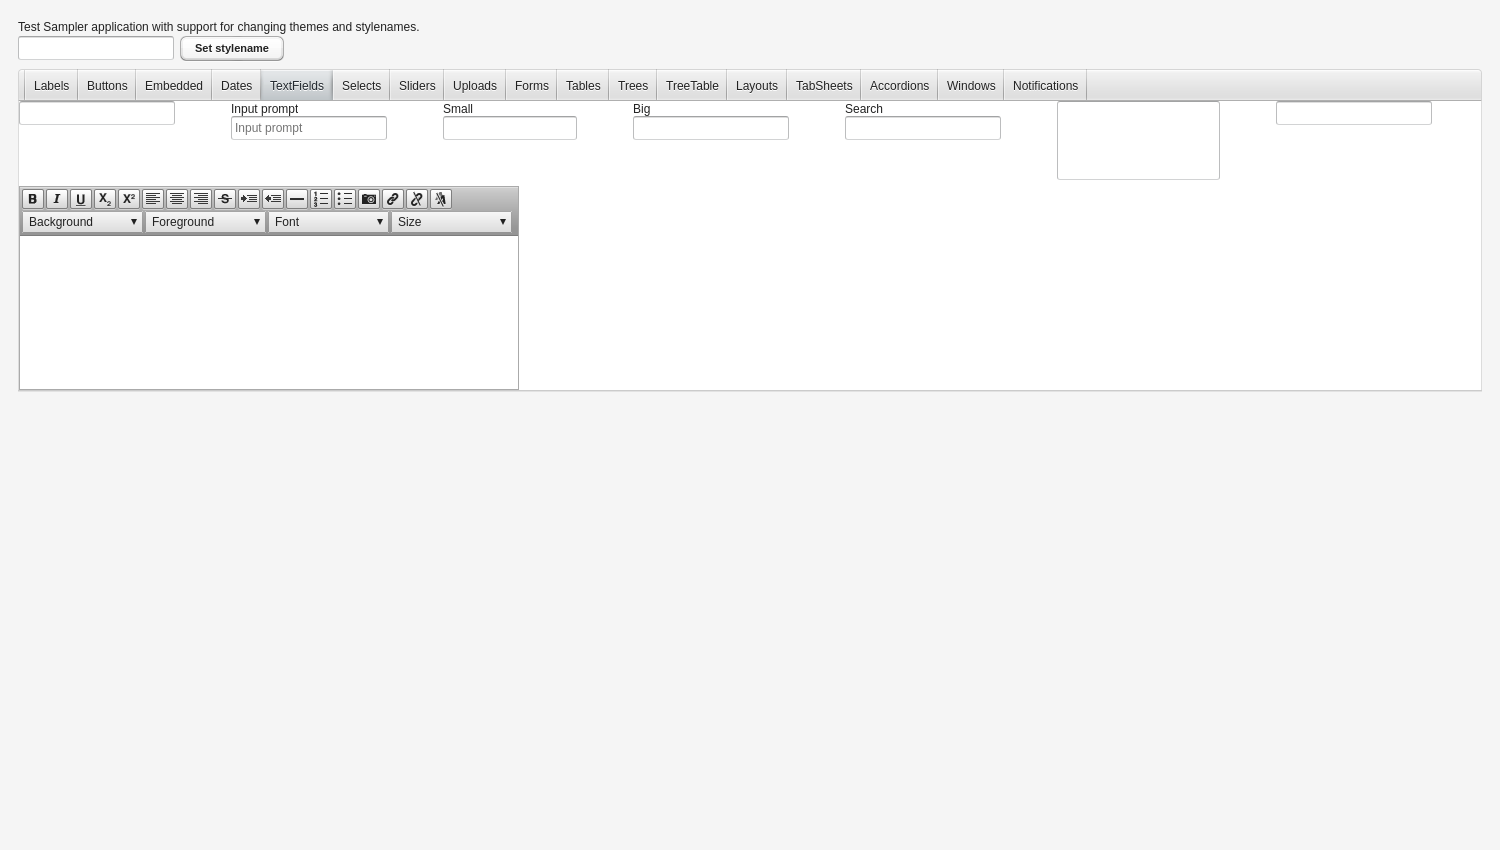 Test Sampler application with support for changing themes and stylenames.
Set stylename
Labels Buttons Embedded Dates TextFields Selects Sliders Uploads Forms Tables Trees TreeTable Layouts TabSheets Accordions Windows Notifications
Input prompt Small Big Search
Input prompt
B I U X2 X² S
Background Foreground Font Size